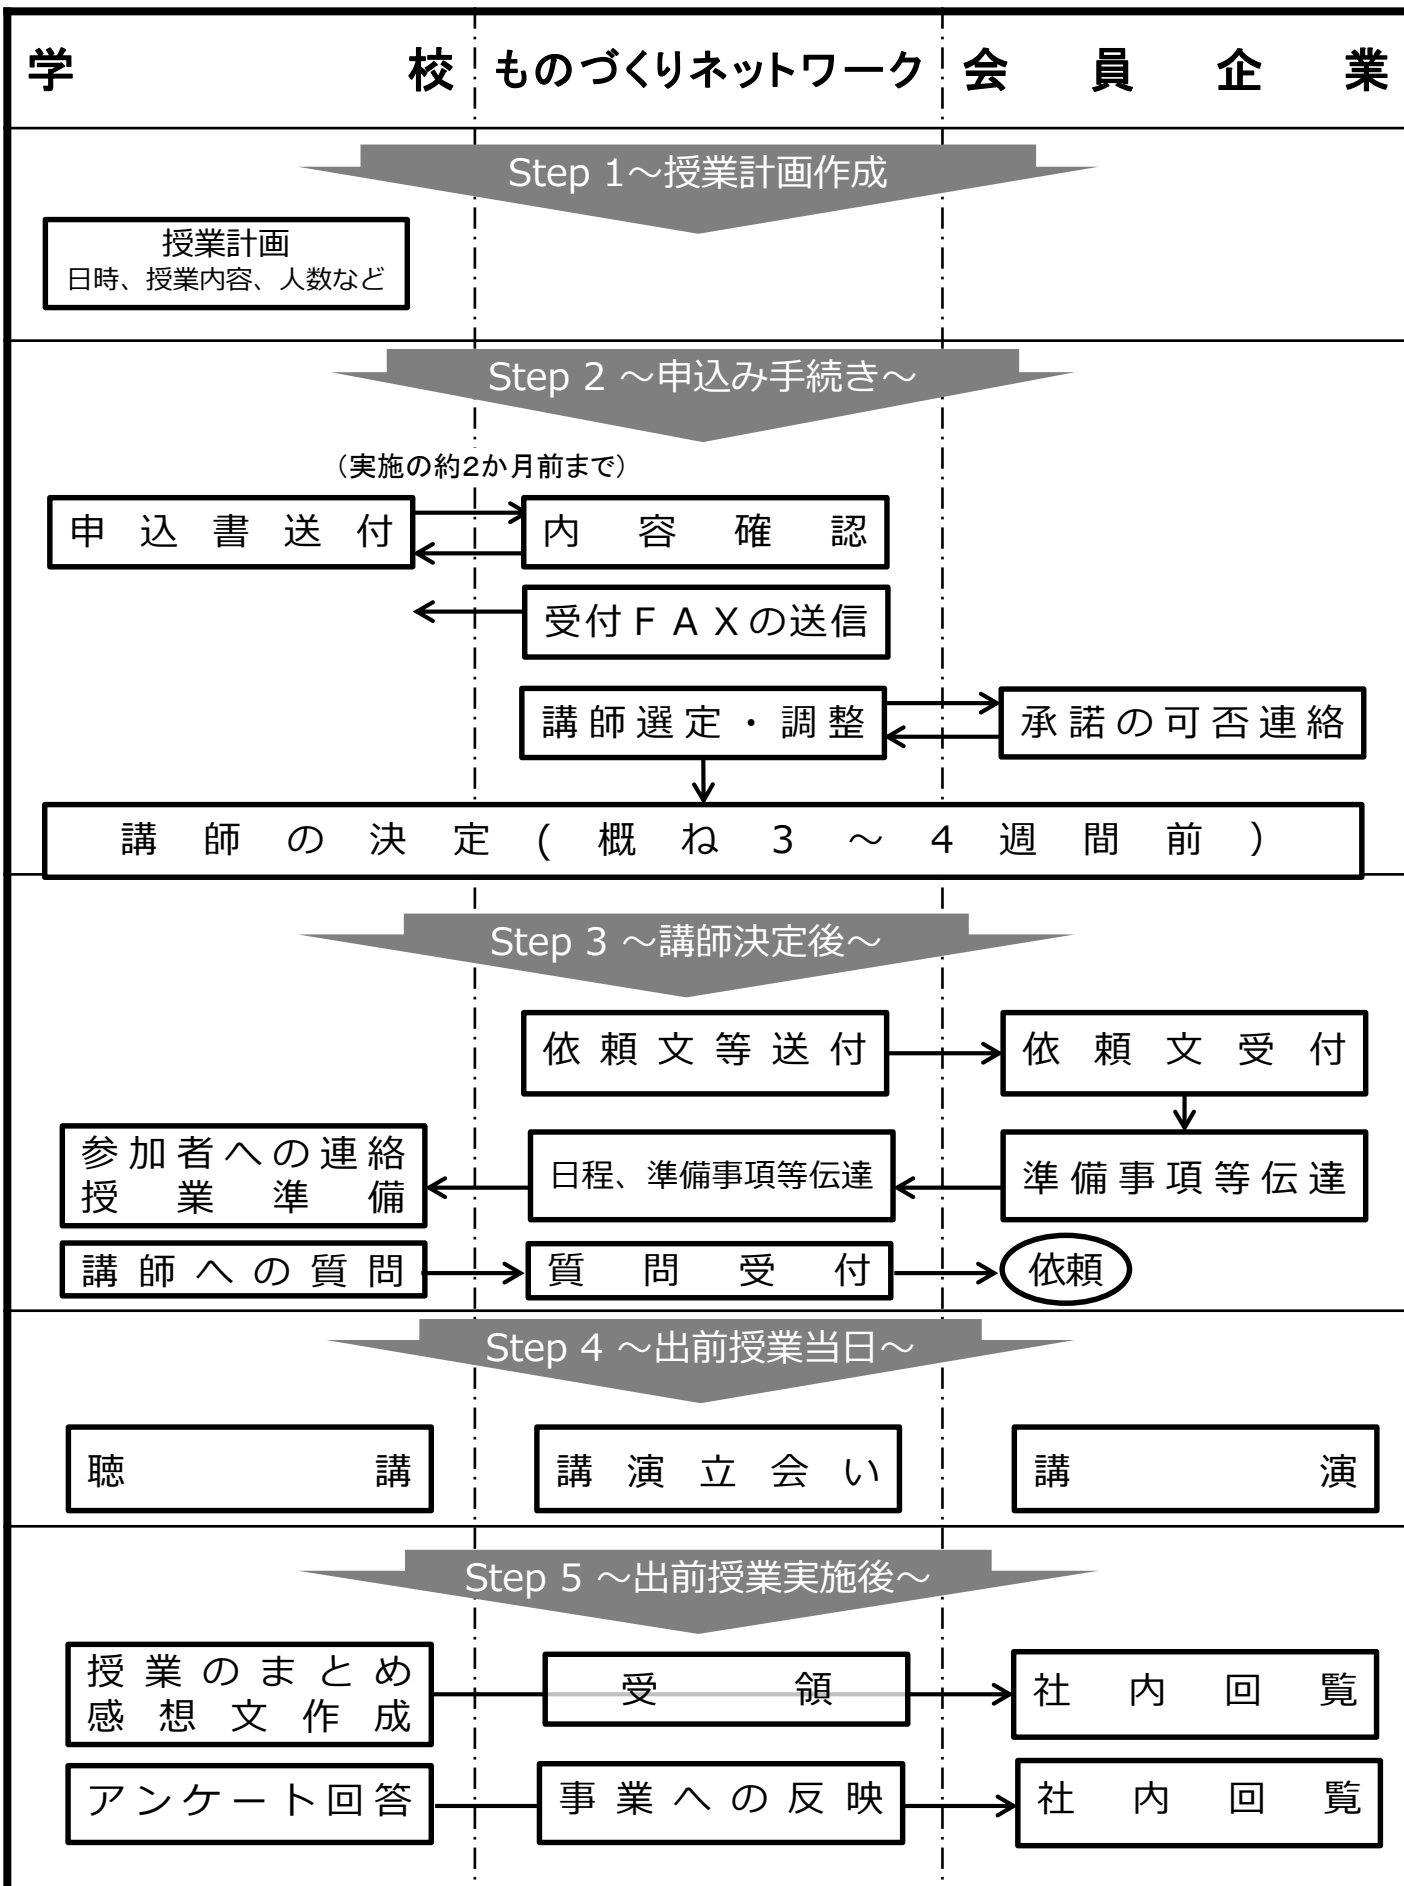 学校 ものづくりネットワーク 会員企業
Step 1～授業計画作成
授業計画
日時、授業内容、人数など
Step 2 ～申込み手続き～
（実施の約2か月前まで）
申込書送付 内容確認
受付ＦＡＸの送信
講師選定・調整 承諾の可否連絡
講師の決定(概ね３～４週間前)
Step 3 ～講師決定後～
依頼文等送付 依頼文受付
参加者への連絡
授業準備
日程、準備事項等伝達 準備事項等伝達
講師への質問 質問受付 依頼
Step 4 ～出前授業当日～
聴講 講演立会い 講演
Step 5 ～出前授業実施後～
授業のまとめ
感想文作成
受領 社内回覧
アンケート回答 事業への反映 社内回覧